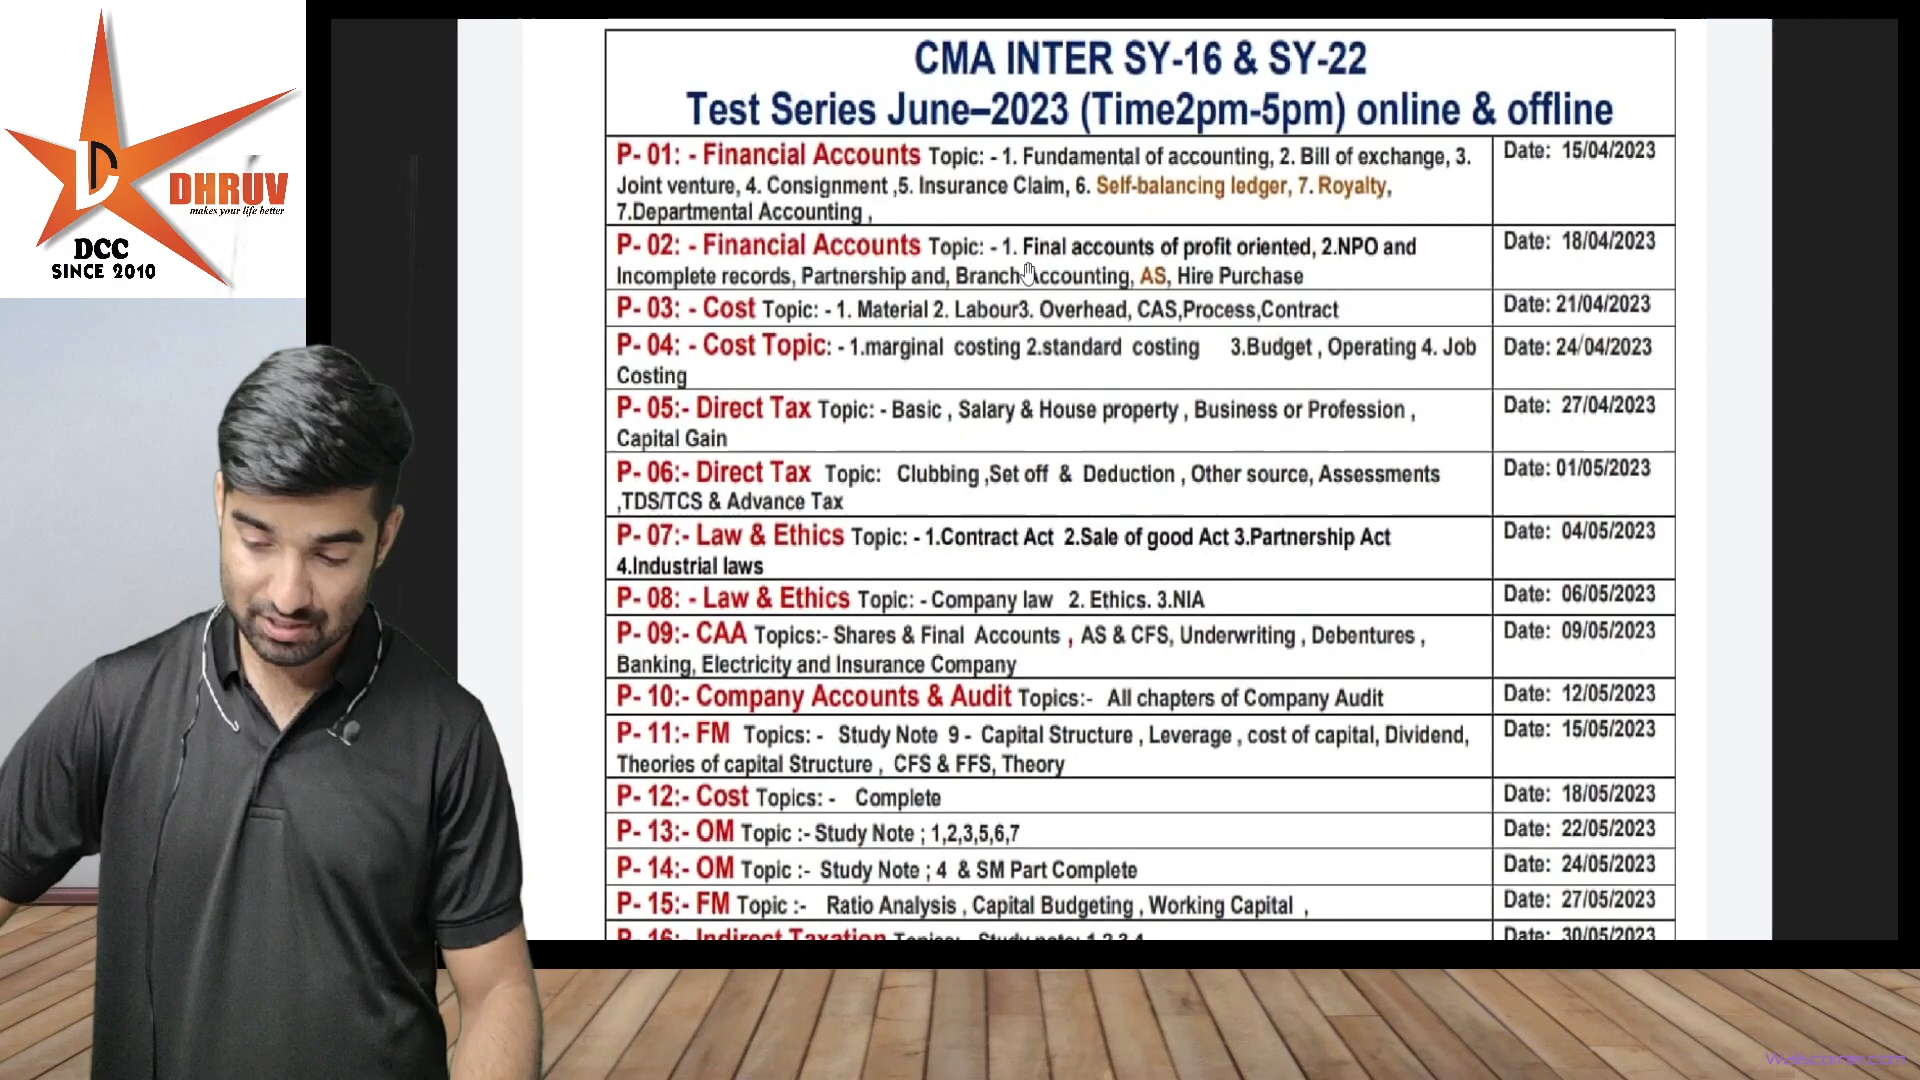 DHRUV
makes your life better
DCC
SINCE 2010
CMA INTER SY-16 & SY-22
Test Series June–2023 (Time2pm-5pm) online & offline
P- 01: - Financial Accounts Topic: - 1. Fundamental of accounting, 2. Bill of exchange, 3.
Joint venture, 4. Consignment ,5. Insurance Claim, 6. Self-balancing ledger, 7. Royalty,
7.Departmental Accounting ,
Date: 15/04/2023
P- 02: - Financial Accounts Topic: - 1. Final accounts of profit oriented, 2.NPO and
Incomplete records, Partnership and, Branch Accounting, AS, Hire Purchase
Date: 18/04/2023
P- 03: - Cost Topic: - 1. Material 2. Labour3. Overhead, CAS,Process,Contract
Date: 21/04/2023
P- 04: - Cost Topic: - 1.marginal costing 2.standard costing 3.Budget , Operating 4. Job
Costing
Date: 24/04/2023
P- 05:- Direct Tax Topic: - Basic , Salary & House property , Business or Profession ,
Capital Gain
Date: 27/04/2023
P- 06:- Direct Tax Topic: Clubbing ,Set off & Deduction , Other source, Assessments
,TDS/TCS & Advance Tax
Date: 01/05/2023
P- 07:- Law & Ethics Topic: - 1.Contract Act 2.Sale of good Act 3.Partnership Act
4.Industrial laws
Date: 04/05/2023
P- 08: - Law & Ethics Topic: - Company law 2. Ethics. 3.NIA
Date: 06/05/2023
P- 09:- CAA Topics:- Shares & Final Accounts , AS & CFS, Underwriting , Debentures ,
Banking, Electricity and Insurance Company
Date: 09/05/2023
P- 10:- Company Accounts & Audit Topics:- All chapters of Company Audit
Date: 12/05/2023
P- 11:- FM Topics: - Study Note 9 - Capital Structure , Leverage , cost of capital, Dividend,
Theories of capital Structure , CFS & FFS, Theory
Date: 15/05/2023
P- 12:- Cost Topics: - Complete
Date: 18/05/2023
P- 13:- OM Topic :- Study Note ; 1,2,3,5,6,7
Date: 22/05/2023
P- 14:- OM Topic :- Study Note ; 4 & SM Part Complete
Date: 24/05/2023
P- 15:- FM Topic :- Ratio Analysis , Capital Budgeting , Working Capital ,
Date: 27/05/2023
P- 16:- Indirect Taxation Topics:- Study note: 1,2,3,4
Date: 30/05/2023